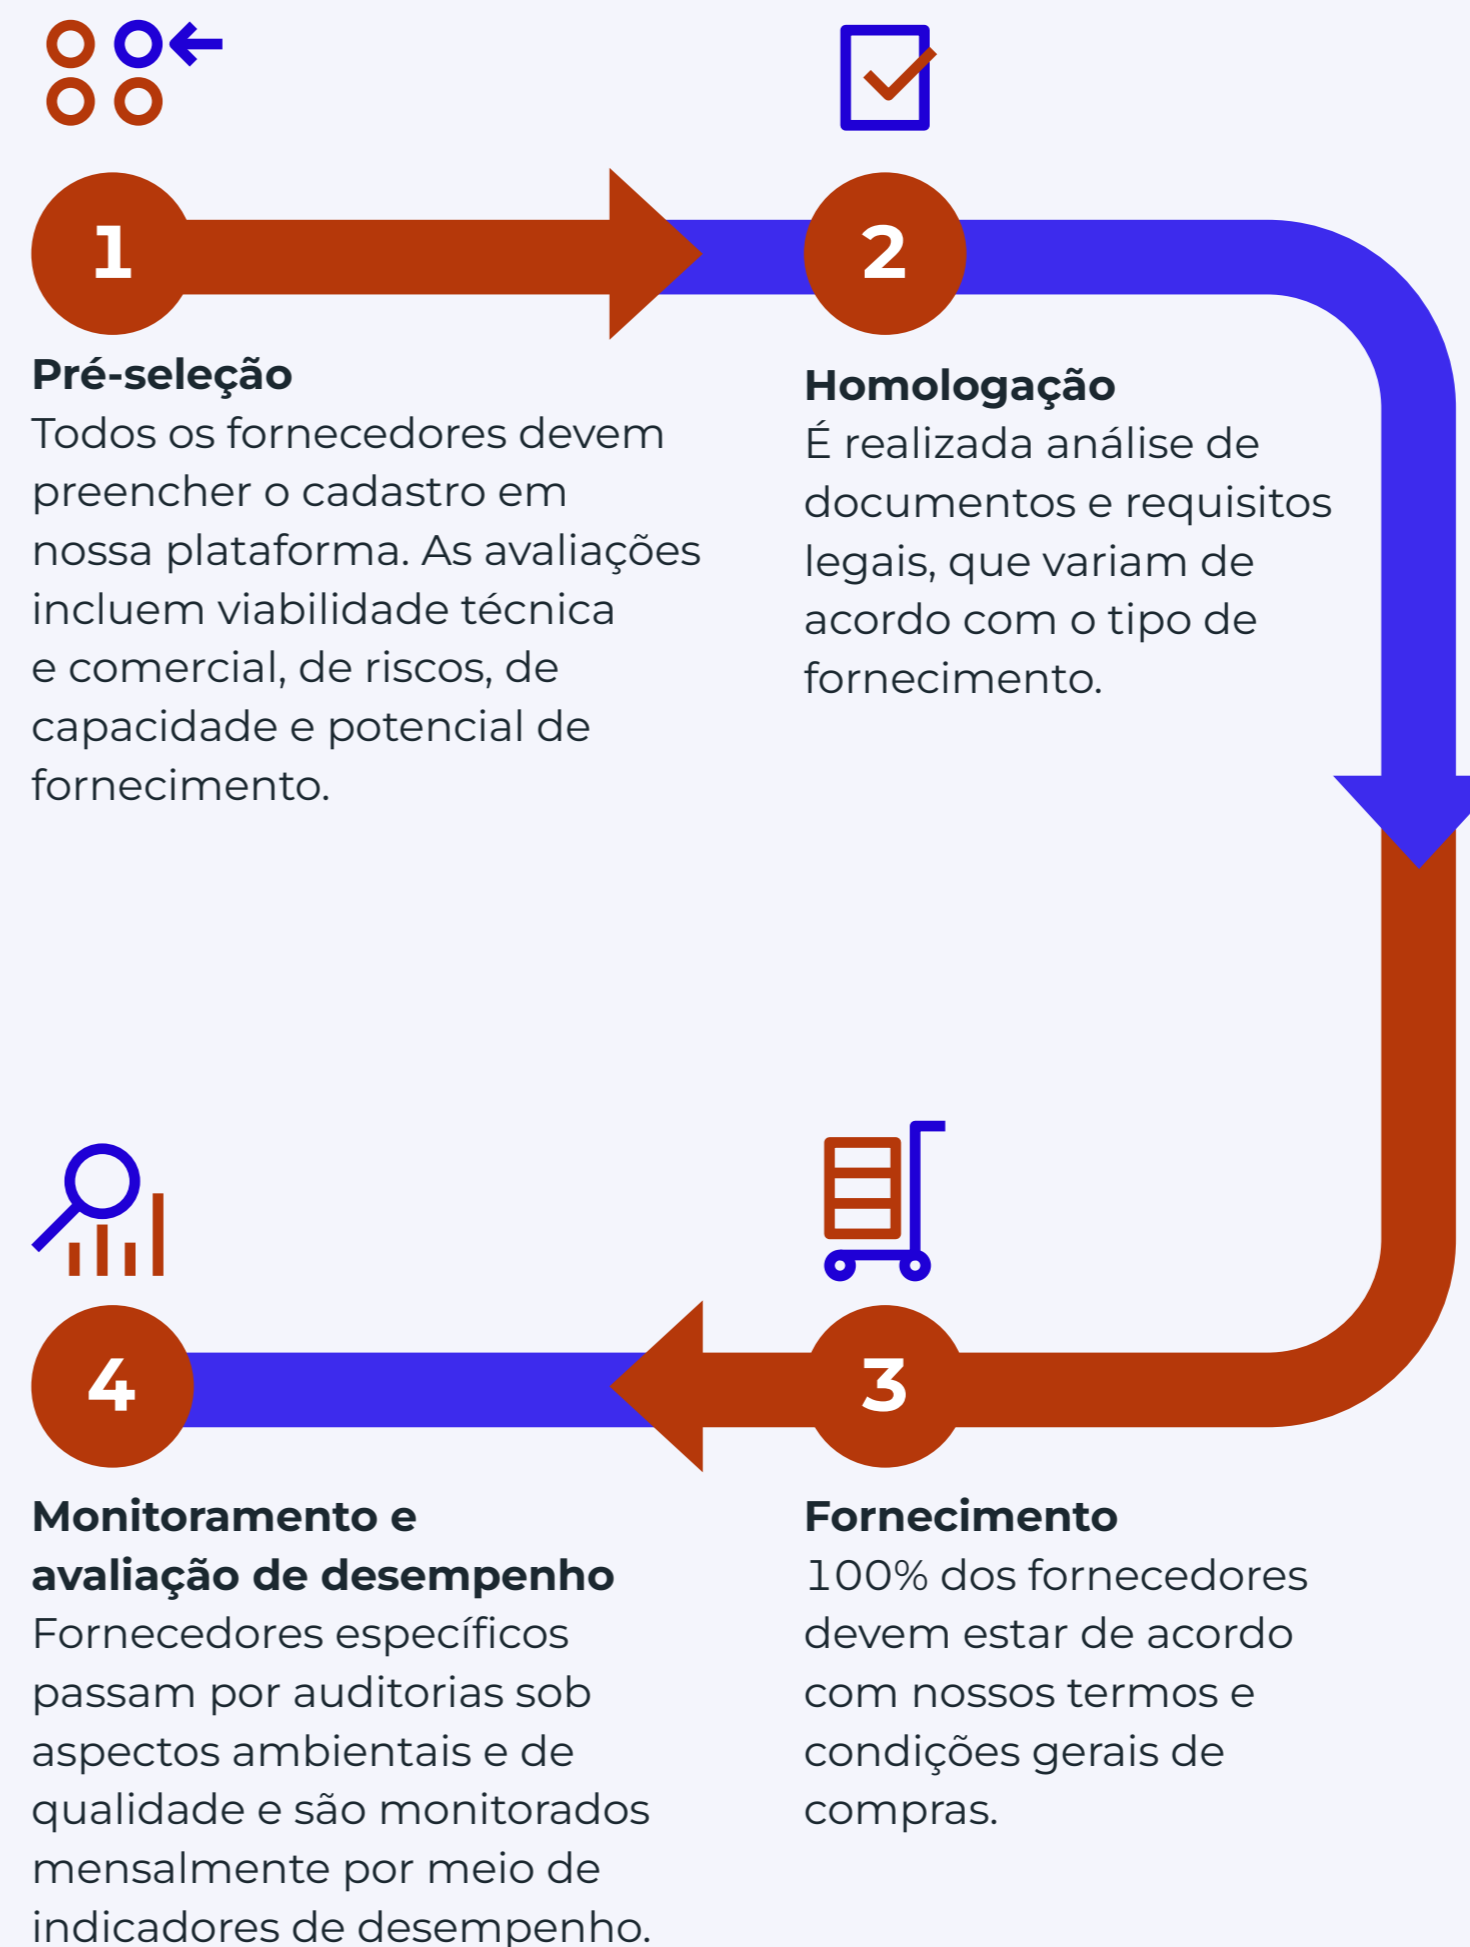 1
Pré-seleção
Todos os fornecedores devem
preencher o cadastro em
nossa plataforma. As avaliações
incluem viabilidade técnica
e comercial, de riscos, de
capacidade e potencial de
fornecimento.
2
Homologação
É realizada análise de
documentos e requisitos
legais, que variam de
acordo com o tipo de
fornecimento.
3
Fornecimento
100% dos fornecedores
devem estar de acordo
com nossos termos e
condições gerais de
compras.
4
Monitoramento e
avaliação de desempenho
Fornecedores específicos
passam por auditorias sob
aspectos ambientais e de
qualidade e são monitorados
mensalmente por meio de
indicadores de desempenho.